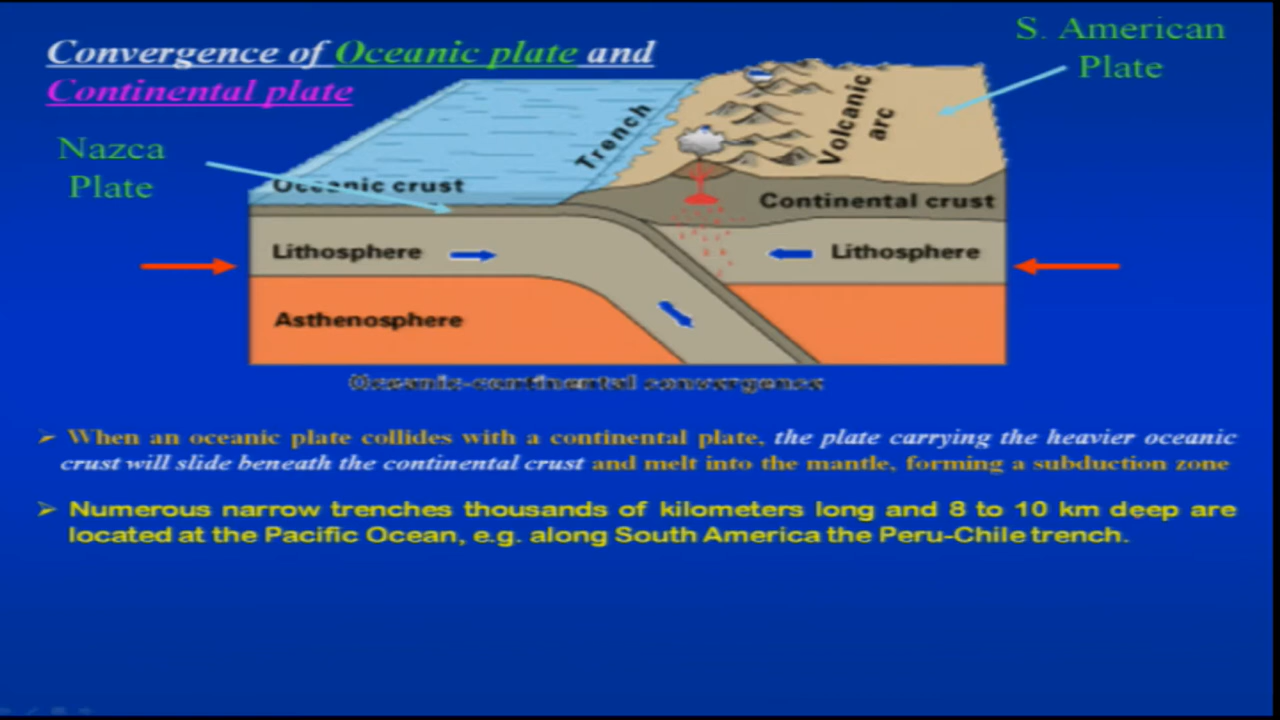 Convergence of Oceanic plate and
Continental plate
S. American
Plate
Nazca
Plate
Trench
Volcanic
arc
Oceanic crust
Continental crust
Lithosphere
Lithosphere
Asthenosphere
Oceanic-continental convergence
➢ When an oceanic plate collides with a continental plate, the plate carrying the heavier oceanic
crust will slide beneath the continental crust and melt into the mantle, forming a subduction zone
➢ Numerous narrow trenches thousands of kilometers long and 8 to 10 km deep are
located at the Pacific Ocean, e.g. along South America the Peru-Chile trench.